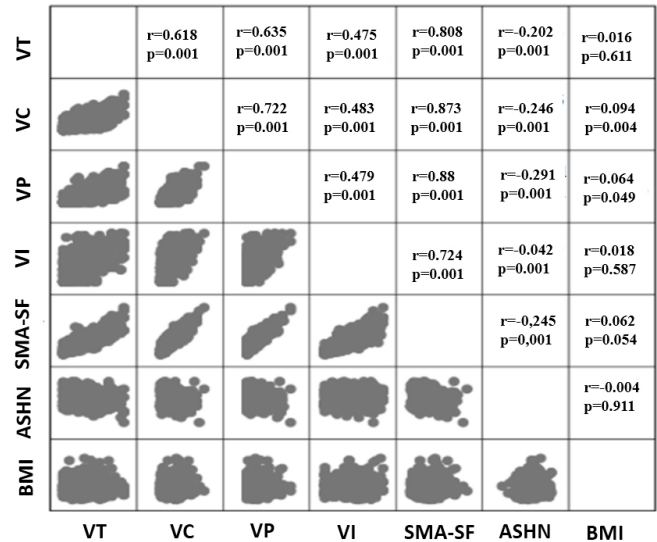 VT
r=0.618 r=0.635 r=0.475 r=0.808 r=-0.202 r=0.016
p=0.001 p=0.001 p=0.001 p=0.001 p=0.001 p=0.611
VC
r=0.722 r=0.483 r=0.873 r=-0.246 r=0.094
p=0.001 p=0.001 p=0.001 p=0.001 p=0.004
VP
r=0.479 r=0.88 r=-0.291 r=0.064
p=0.001 p=0.001 p=0.001 p=0.049
VI
r=0.724 r=-0.042 r=0.018
p=0.001 p=0.001 p=0.587
SMA-SF
r=-0,245 r=0.062
p=0,001 p=0.054
ASHN
r=-0.004
p=0.911
BMI
VT VC VP VI SMA-SF ASHN BMI